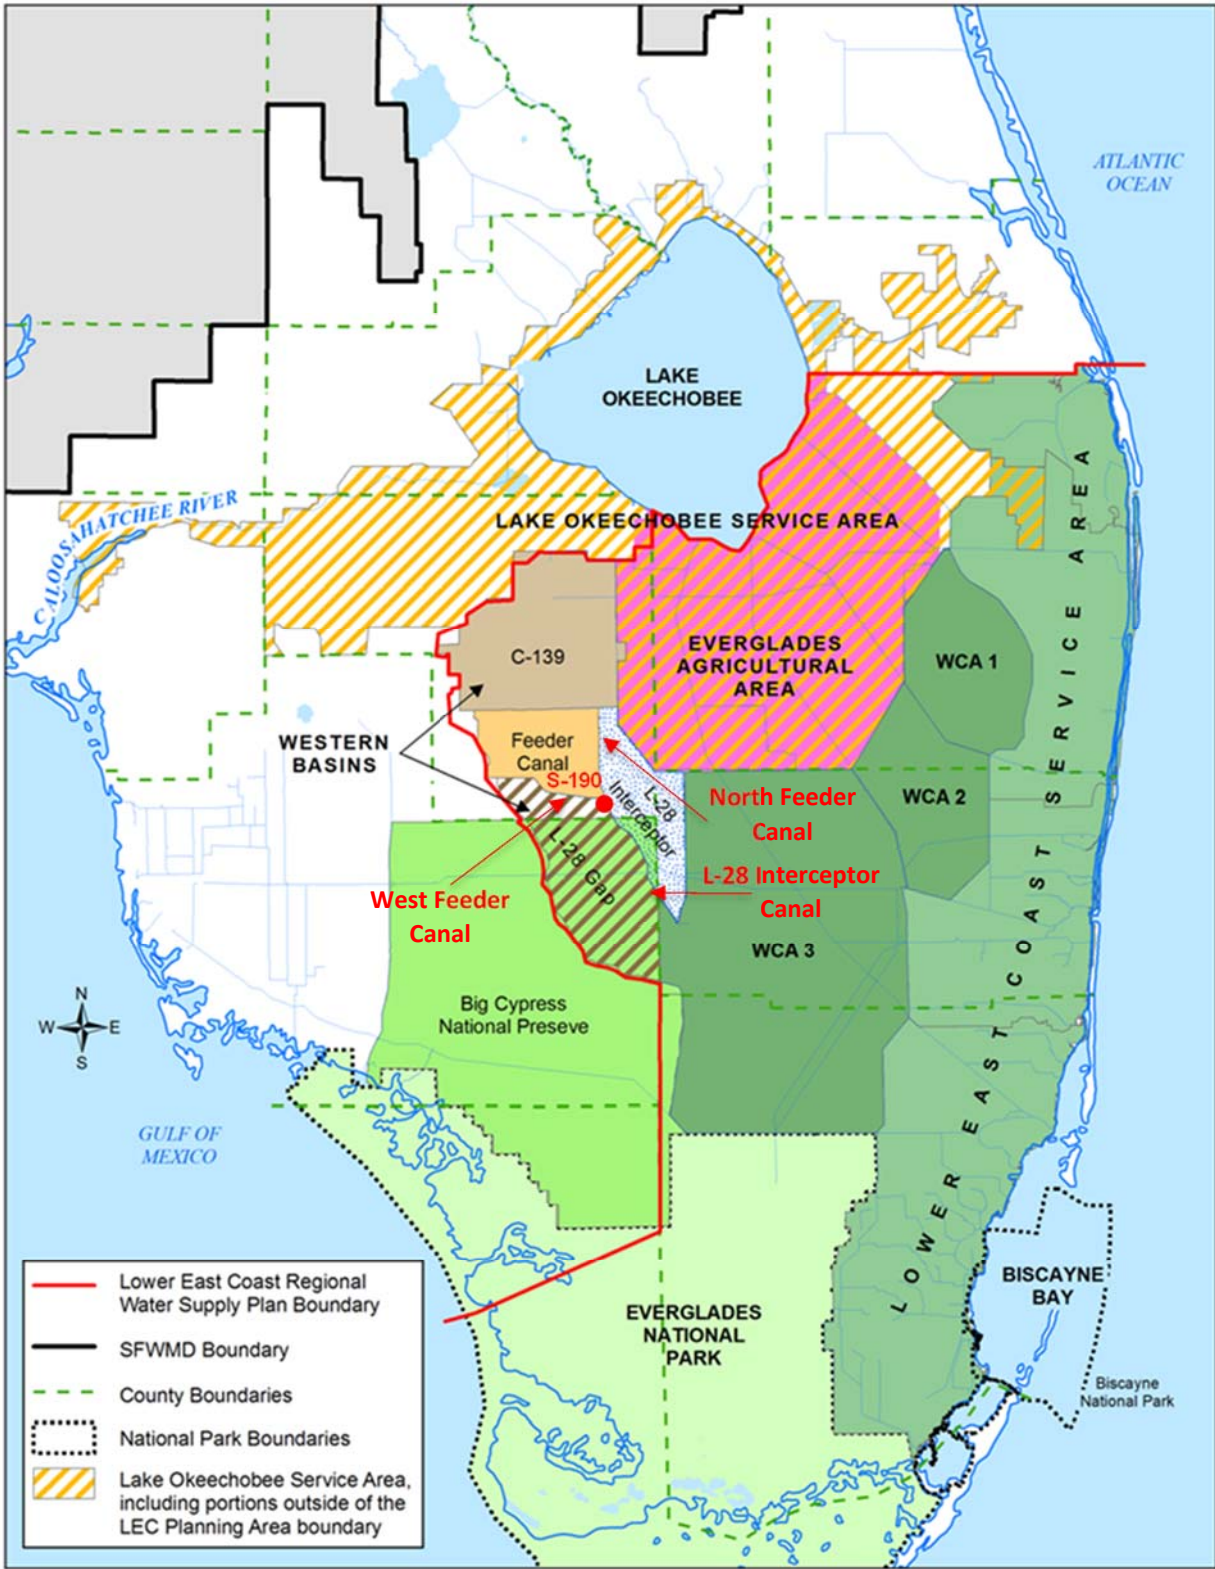 ATLANTIC
OCEAN
LAKE
OKEECHOBEE
CALOOSAHATCHEE RIVER
LAKE OKEECHOBEE SERVICE AREA
EVERGLADES
AGRICULTURAL
AREA
C-139
WCA 1
WESTERN
BASINS
Feeder
Canal
S-190
L-28
Interceptor
North Feeder
Canal
WCA 2
L-28 Gap
West Feeder
Canal
L-28 Interceptor
Canal
WCA 3
LOWER EAST COAST SERVICE AREA
Big Cypress
National Preseve
N
W
E
S
GULF OF
MEXICO
BISCAYNE
BAY
EVERGLADES
NATIONAL
PARK
Biscayne
National Park
Lower East Coast Regional
Water Supply Plan Boundary
SFWMD Boundary
County Boundaries
National Park Boundaries
Lake Okeechobee Service Area,
including portions outside of the
LEC Planning Area boundary